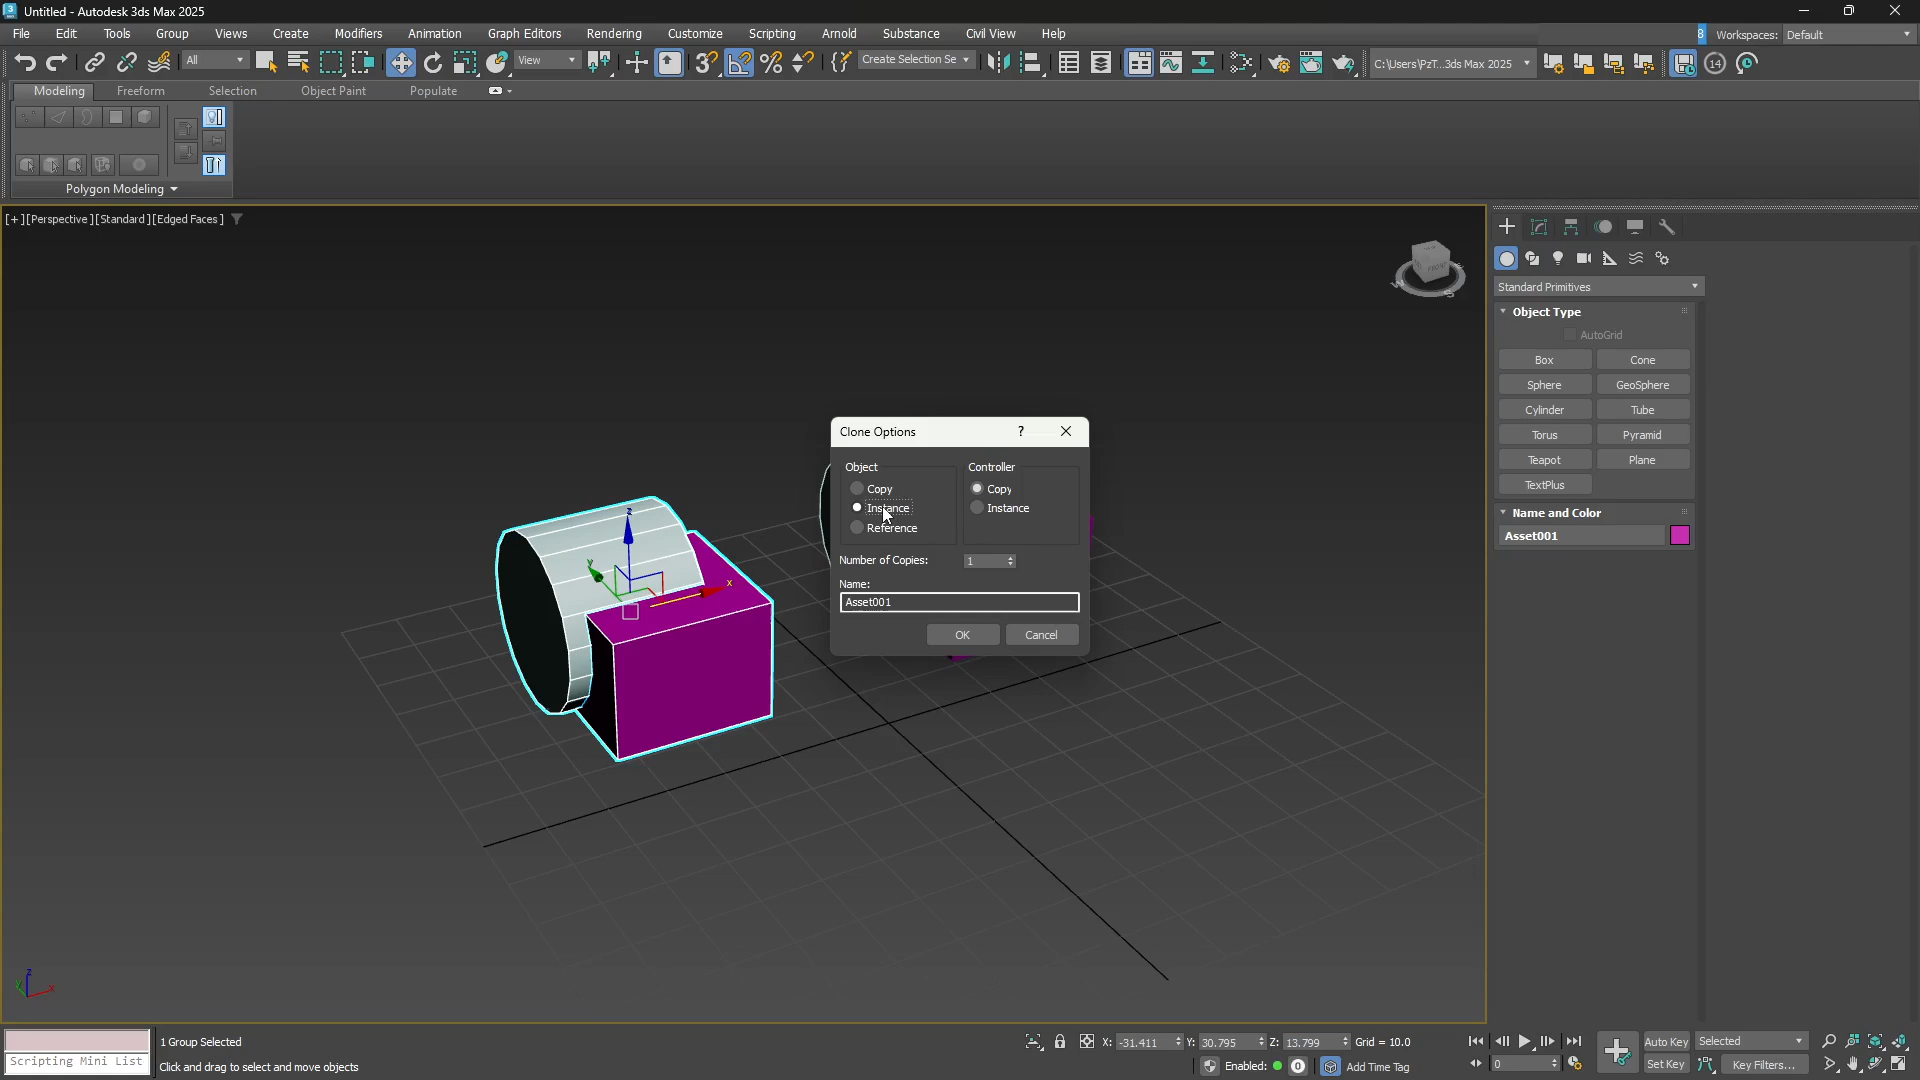 Untitled - Autodesk 3ds Max 2025
File Edit Tools Group Views Create Modifiers Animation Graph Editors Rendering Customize Scripting Arnold Substance Civil View Help
Workspaces: Default
All
View
Create Selection Se
C:\Users\PzT...3ds Max 2025
14
Modeling Freeform Selection Object Paint Populate
Polygon Modeling
[+] [Perspective] [Standard] [Edged Faces]
Standard Primitives
Object Type
AutoGrid
Box Cone
Sphere GeoSphere
Cylinder Tube
Torus Pyramid
Teapot Plane
TextPlus
Name and Color
Asset001
Clone Options ?
Object Controller
Copy Copy
Instance Instance
Reference
Number of Copies: 1
Name:
Asset001
OK Cancel
z
y
x
W
S
z
x
1 Group Selected
Click and drag to select and move objects
Scripting Mini List
X: -31.411 Y: 30.795 Z: 13.799 Grid = 10.0
Enabled: 0 Add Time Tag
0
Auto Key Selected
Set Key Key Filters...